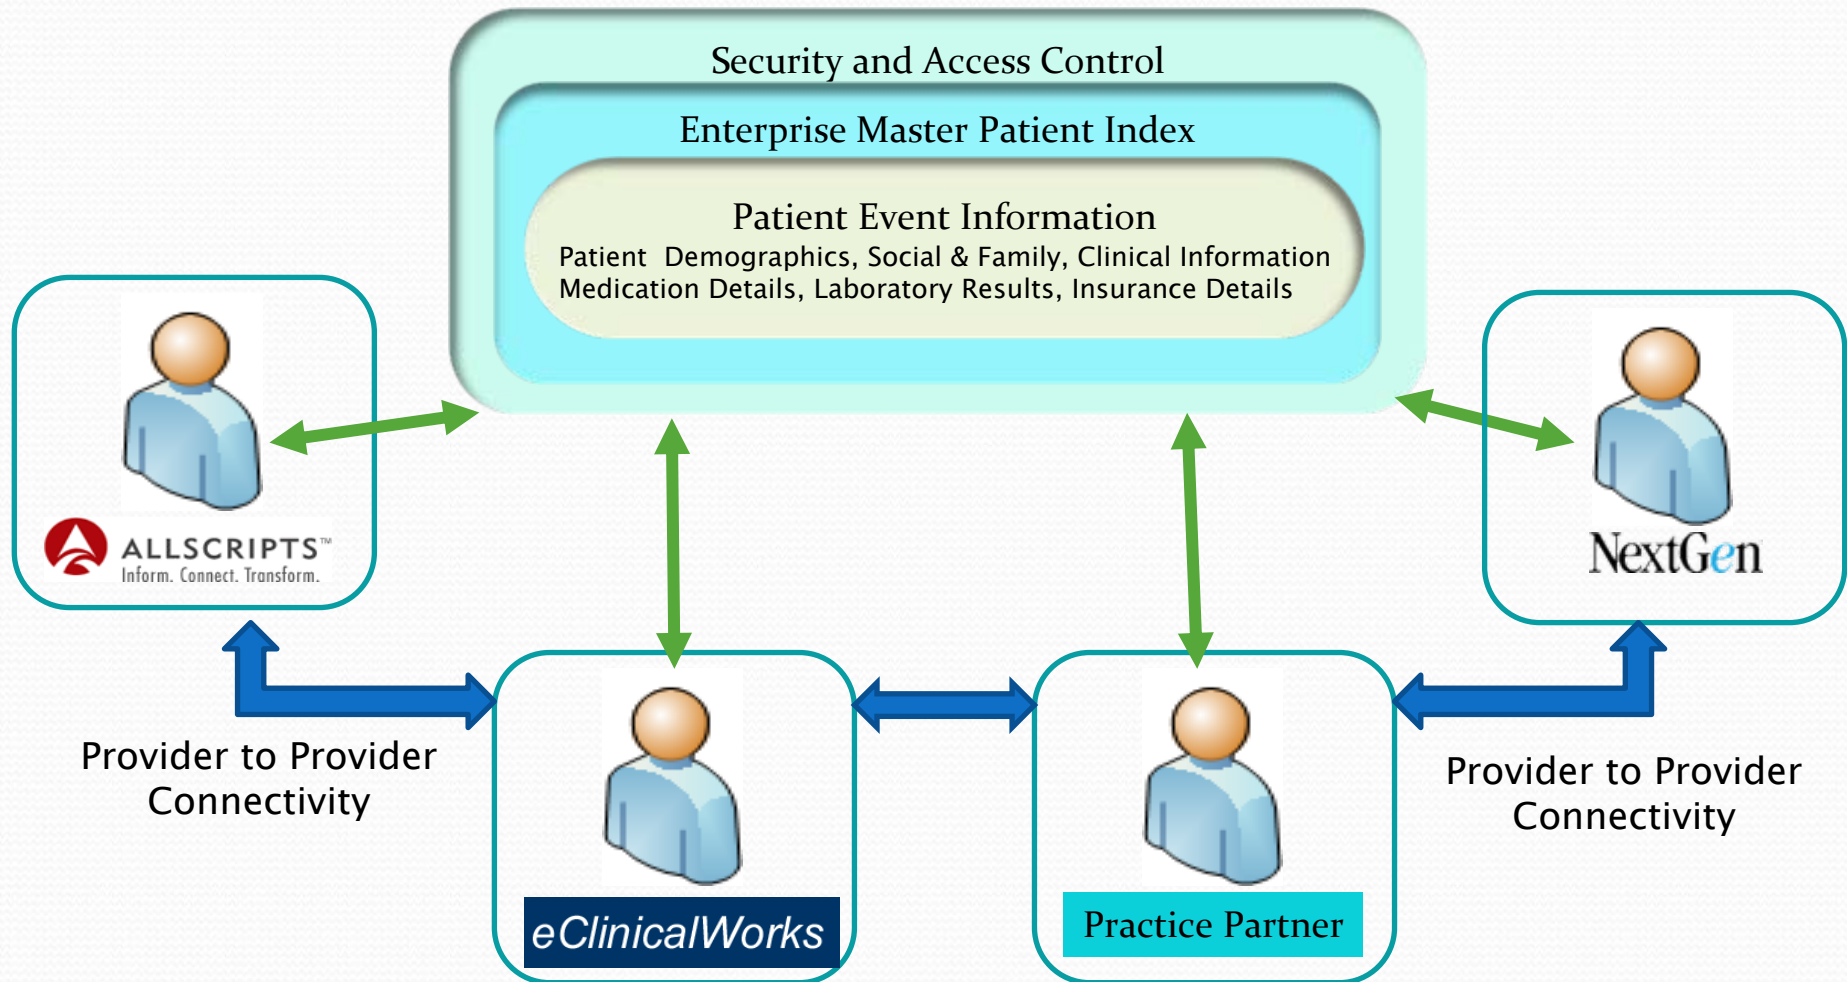 Security and Access Control
Enterprise Master Patient Index
Patient Event Information
Patient Demographics, Social & Family, Clinical Information
Medication Details, Laboratory Results, Insurance Details
ALLSCRIPTS™
Inform. Connect. Transform.
NextGen
Provider to Provider
Connectivity
Provider to Provider
Connectivity
eClinicalWorks
Practice Partner